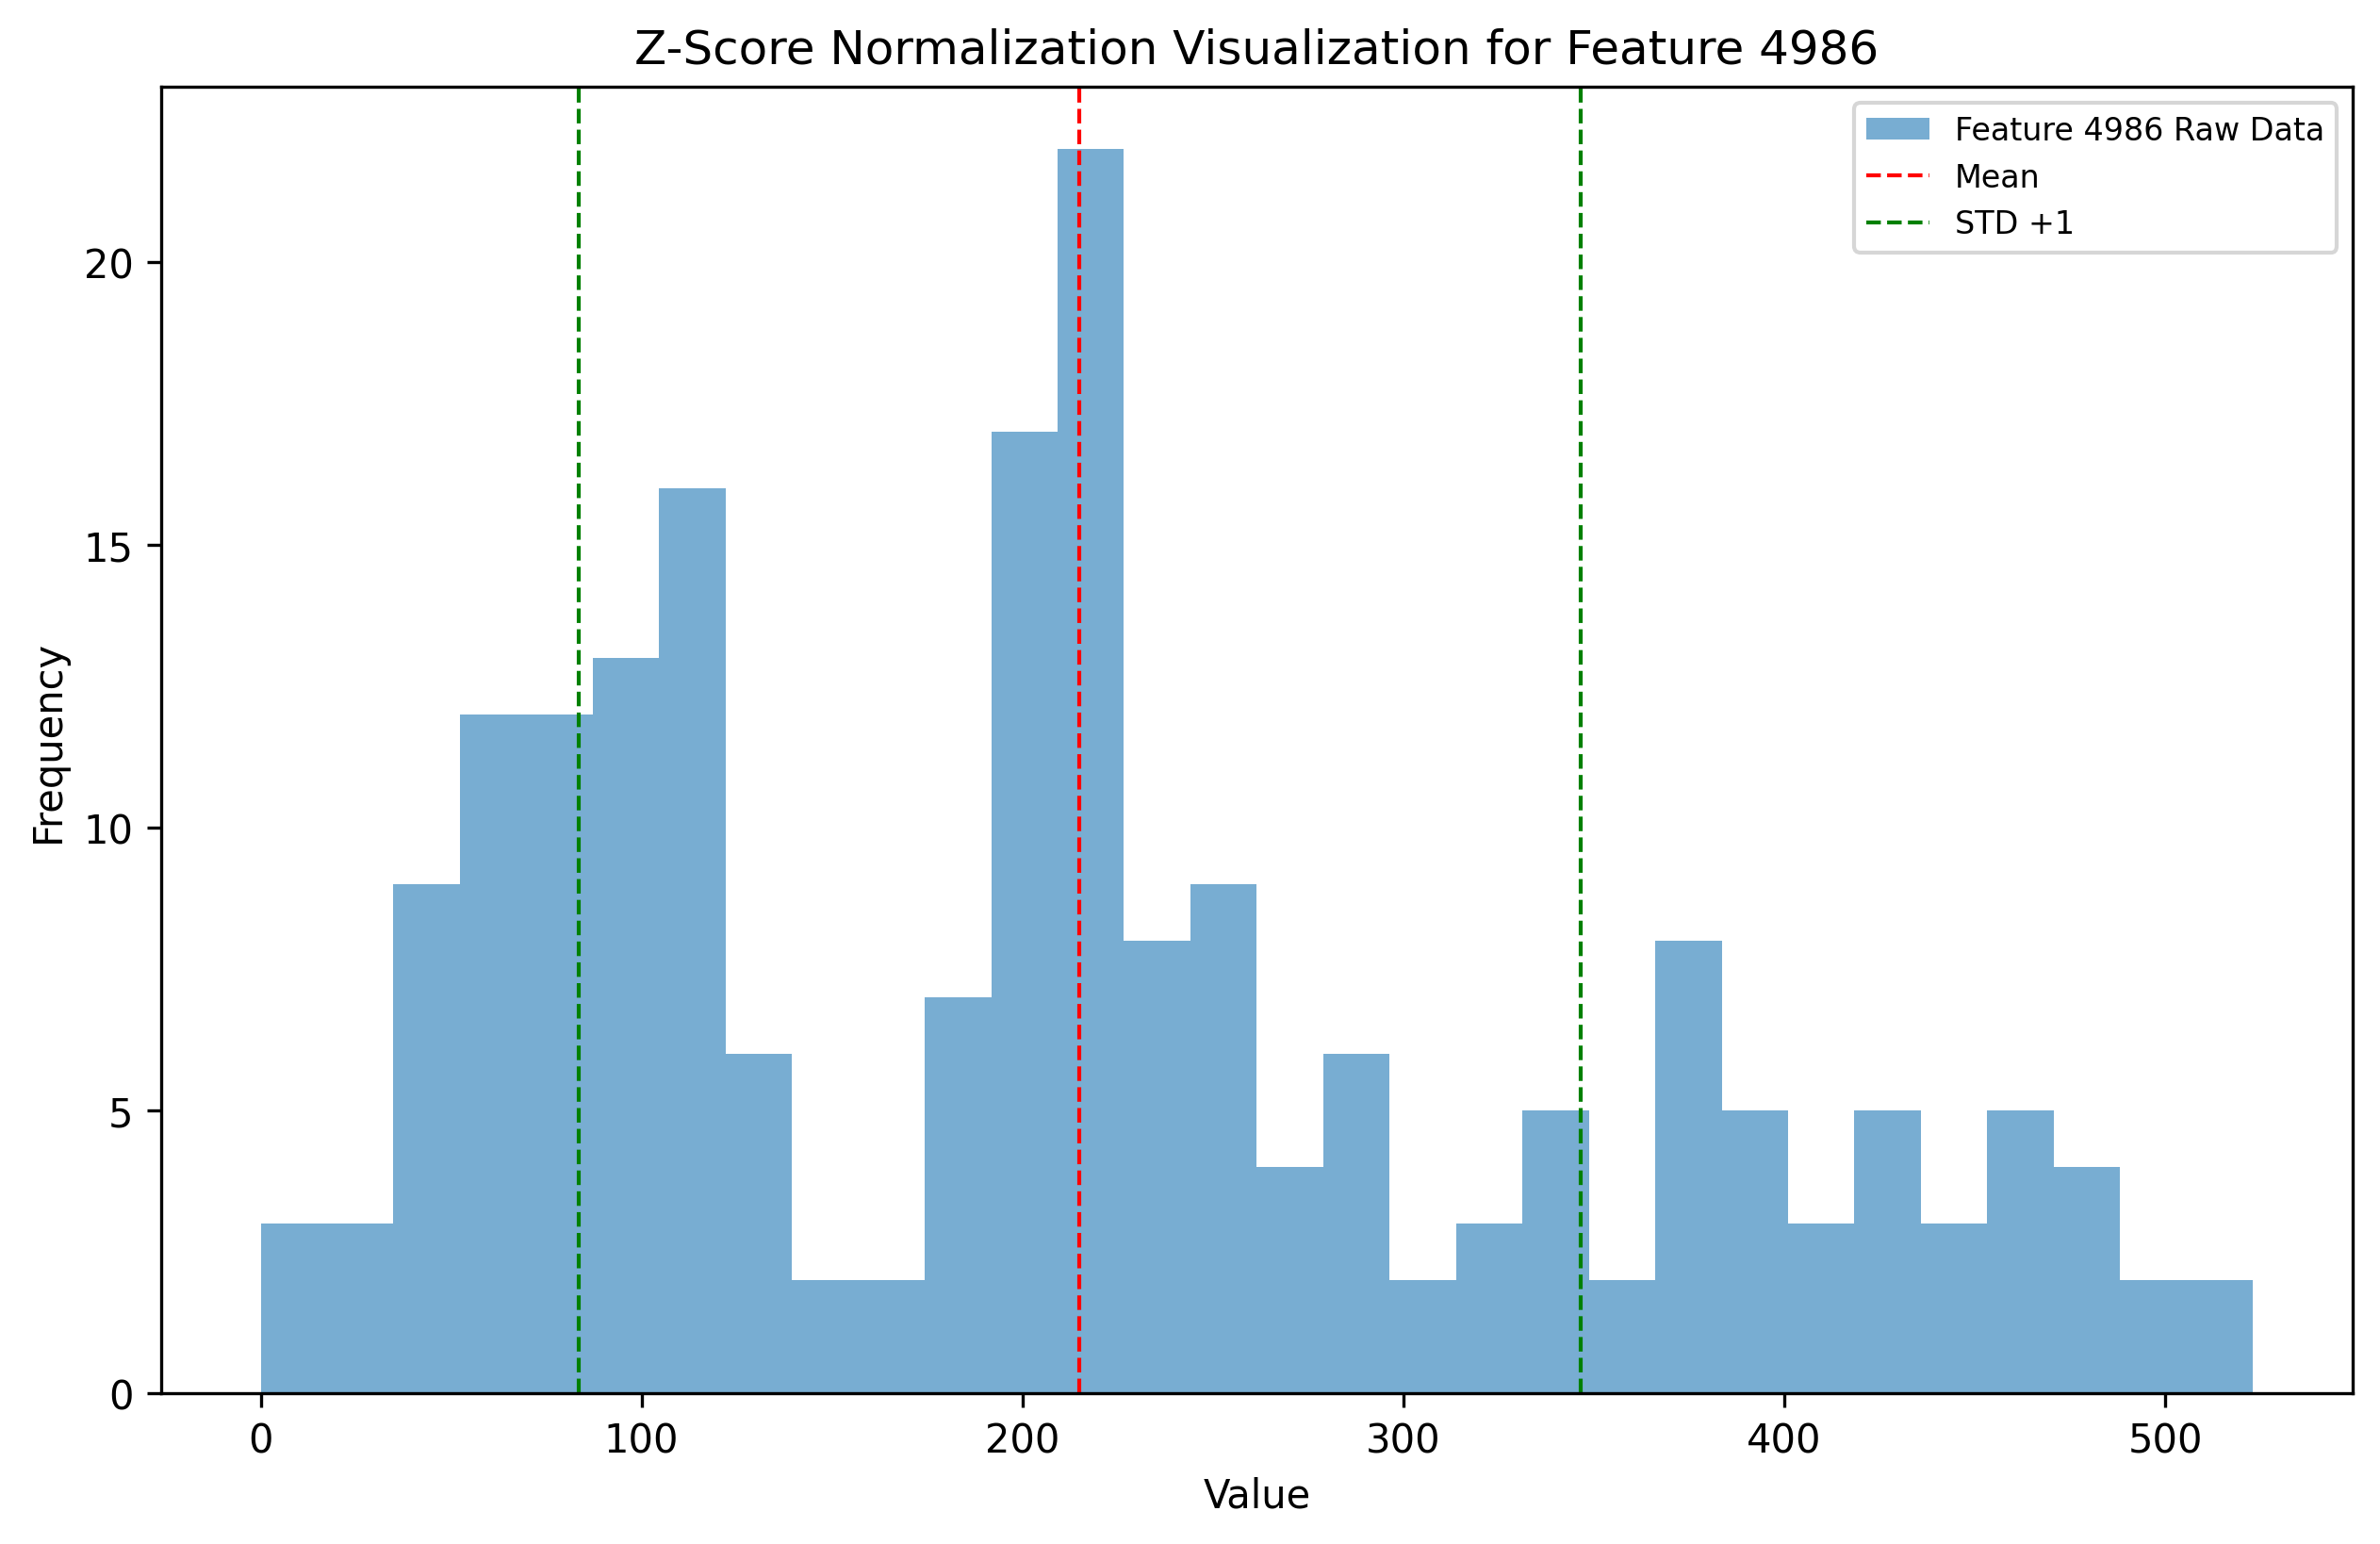 Z-Score Normalization Visualization for Feature 4986
Feature 4986 Raw Data
Mean
STD +1
20
15
10
5
0
Frequency
0 100 200 300 400 500
Value